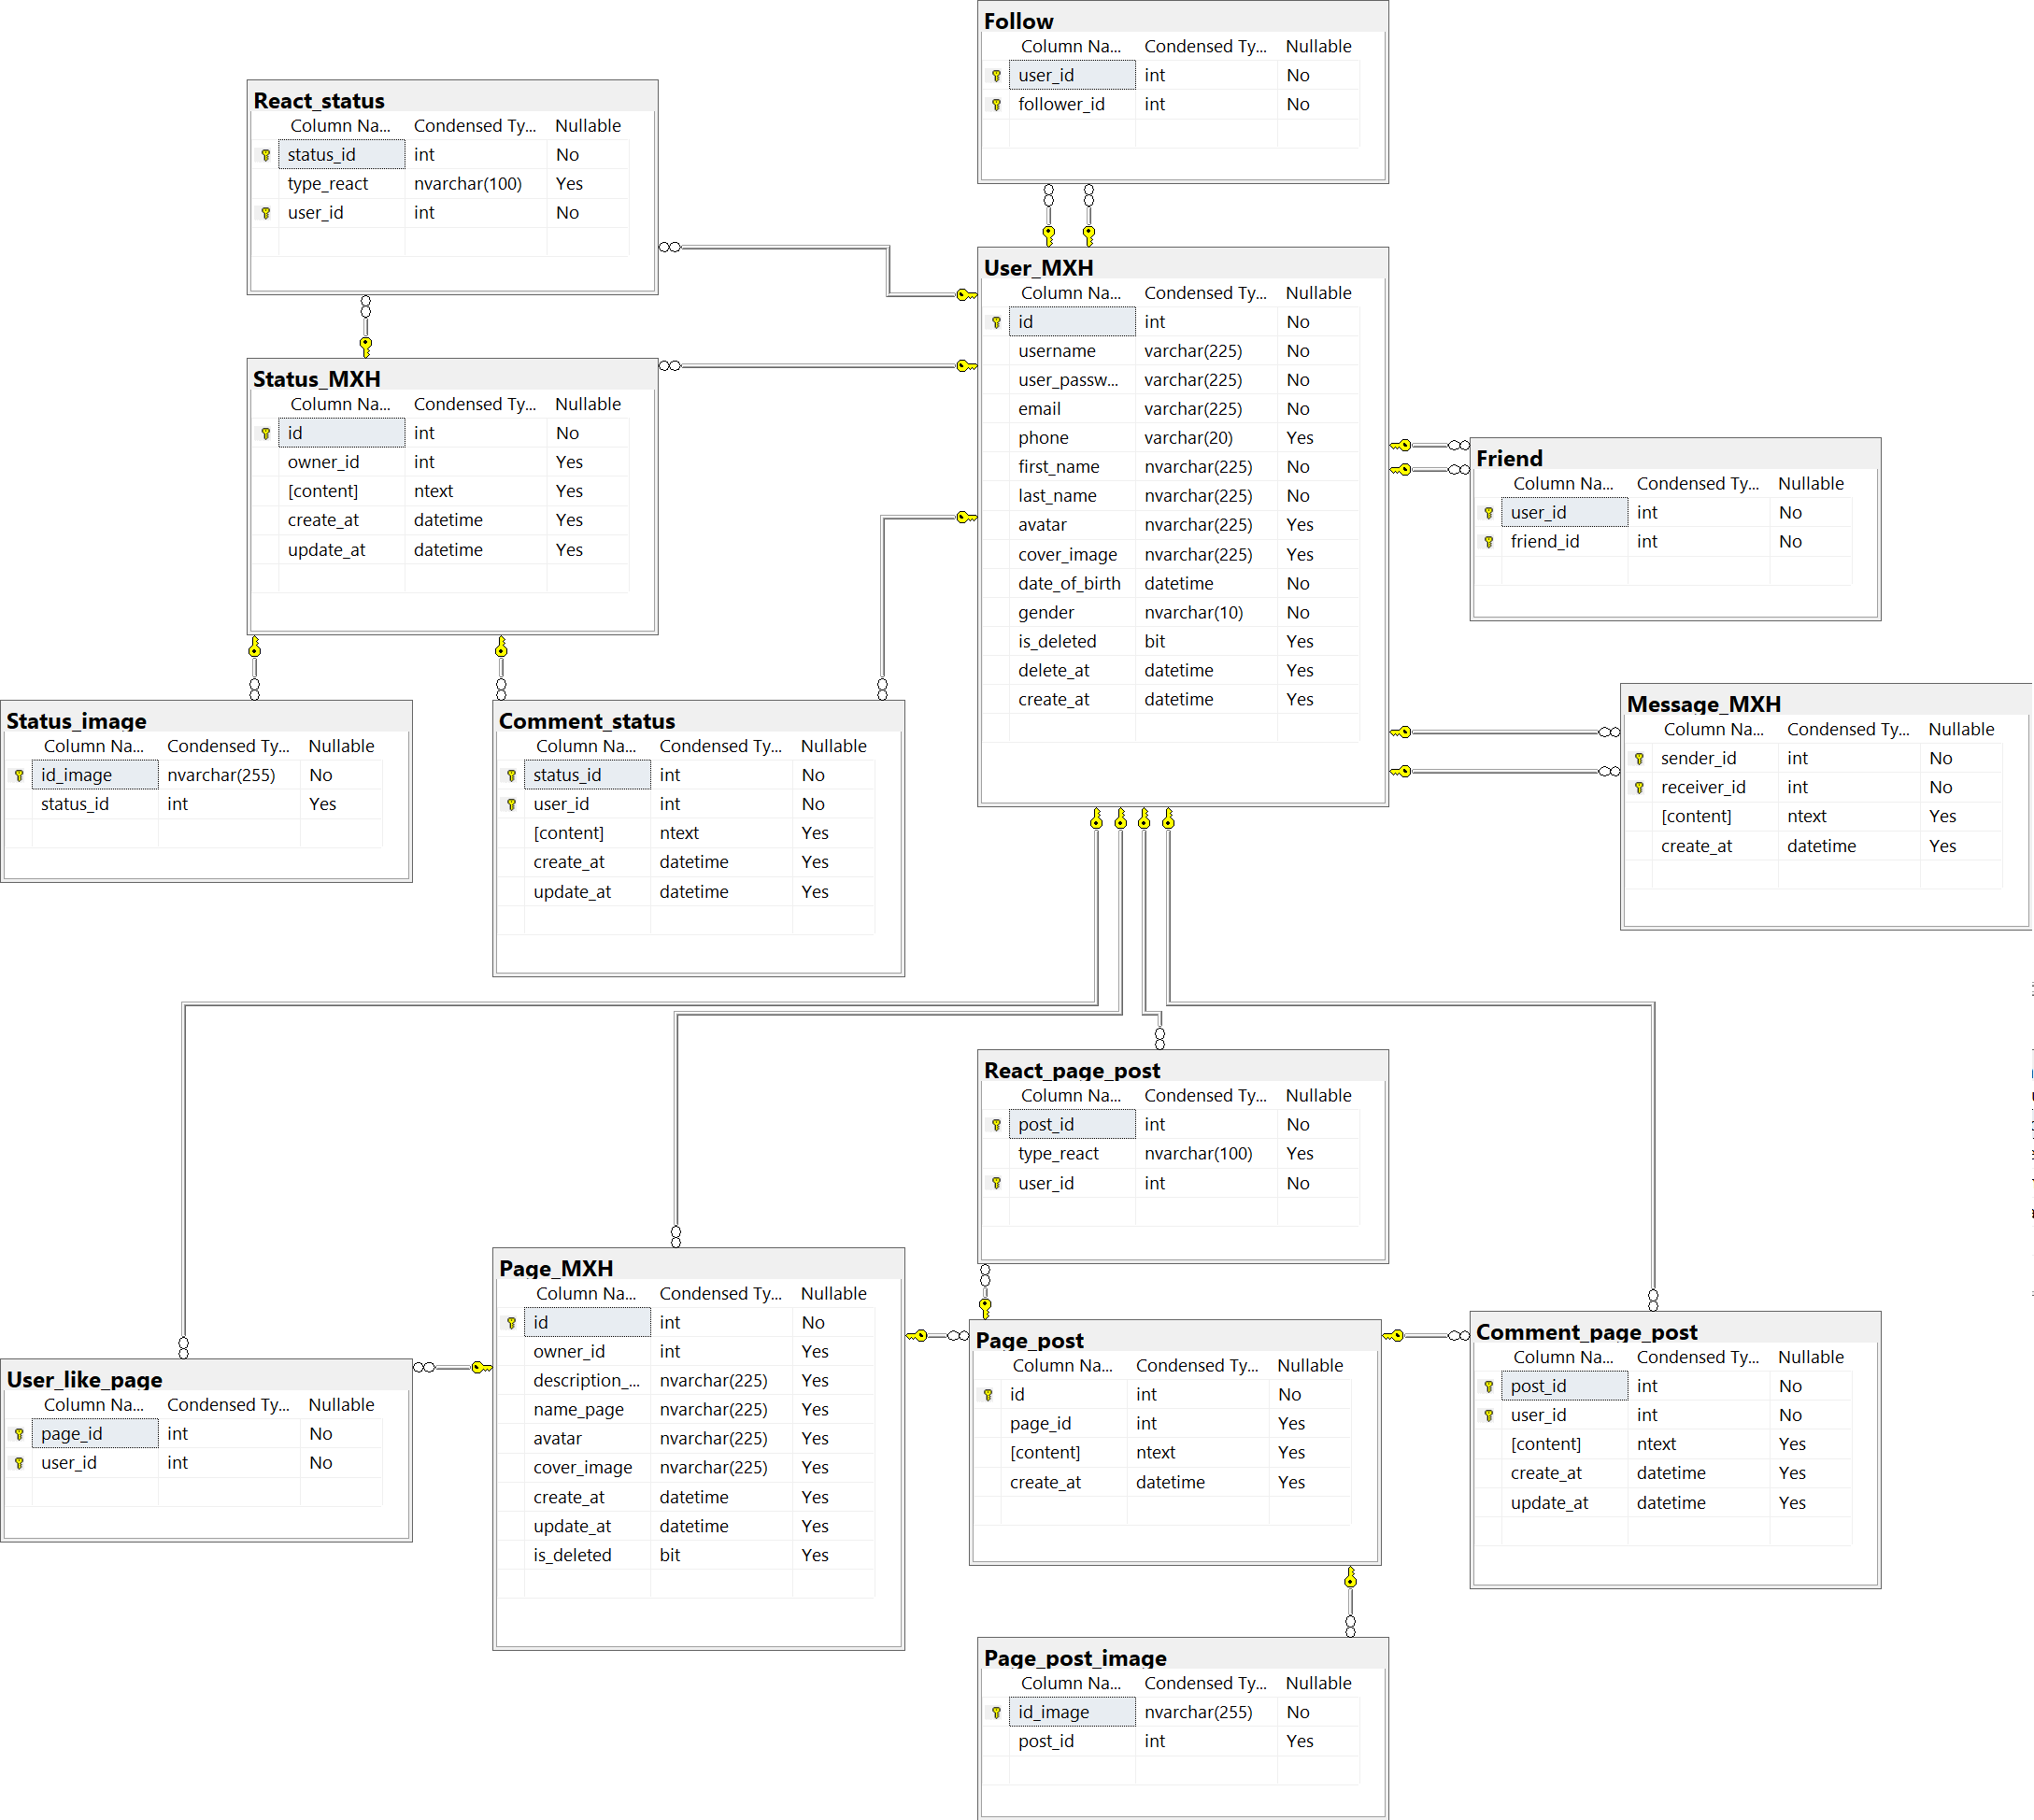 Follow
Column Na... Condensed Ty... Nullable
user_id int No
follower_id int No
React_status
Column Na... Condensed Ty... Nullable
status_id int No
type_react nvarchar(100) Yes
user_id int No
User_MXH
Column Na... Condensed Ty... Nullable
id int No
username varchar(225) No
user_passw... varchar(225) No
email varchar(225) No
phone varchar(20) Yes
first_name nvarchar(225) No
last_name nvarchar(225) No
avatar nvarchar(225) Yes
cover_image nvarchar(225) Yes
date_of_birth datetime No
gender nvarchar(10) No
is_deleted bit Yes
delete_at datetime Yes
create_at datetime Yes
Status_MXH
Column Na... Condensed Ty... Nullable
id int No
owner_id int Yes
[content] ntext Yes
create_at datetime Yes
update_at datetime Yes
Friend
Column Na... Condensed Ty... Nullable
user_id int No
friend_id int No
Status_image
Column Na... Condensed Ty... Nullable
id_image nvarchar(255) No
status_id int Yes
Comment_status
Column Na... Condensed Ty... Nullable
status_id int No
user_id int No
[content] ntext Yes
create_at datetime Yes
update_at datetime Yes
Message_MXH
Column Na... Condensed Ty... Nullable
sender_id int No
receiver_id int No
[content] ntext Yes
create_at datetime Yes
React_page_post
Column Na... Condensed Ty... Nullable
post_id int No
type_react nvarchar(100) Yes
user_id int No
User_like_page
Column Na... Condensed Ty... Nullable
page_id int No
user_id int No
Page_MXH
Column Na... Condensed Ty... Nullable
id int No
owner_id int Yes
description_... nvarchar(225) Yes
name_page nvarchar(225) Yes
avatar nvarchar(225) Yes
cover_image nvarchar(225) Yes
create_at datetime Yes
update_at datetime Yes
is_deleted bit Yes
Page_post
Column Na... Condensed Ty... Nullable
id int No
page_id int Yes
[content] ntext Yes
create_at datetime Yes
Comment_page_post
Column Na... Condensed Ty... Nullable
post_id int No
user_id int No
[content] ntext Yes
create_at datetime Yes
update_at datetime Yes
Page_post_image
Column Na... Condensed Ty... Nullable
id_image nvarchar(255) No
post_id int Yes